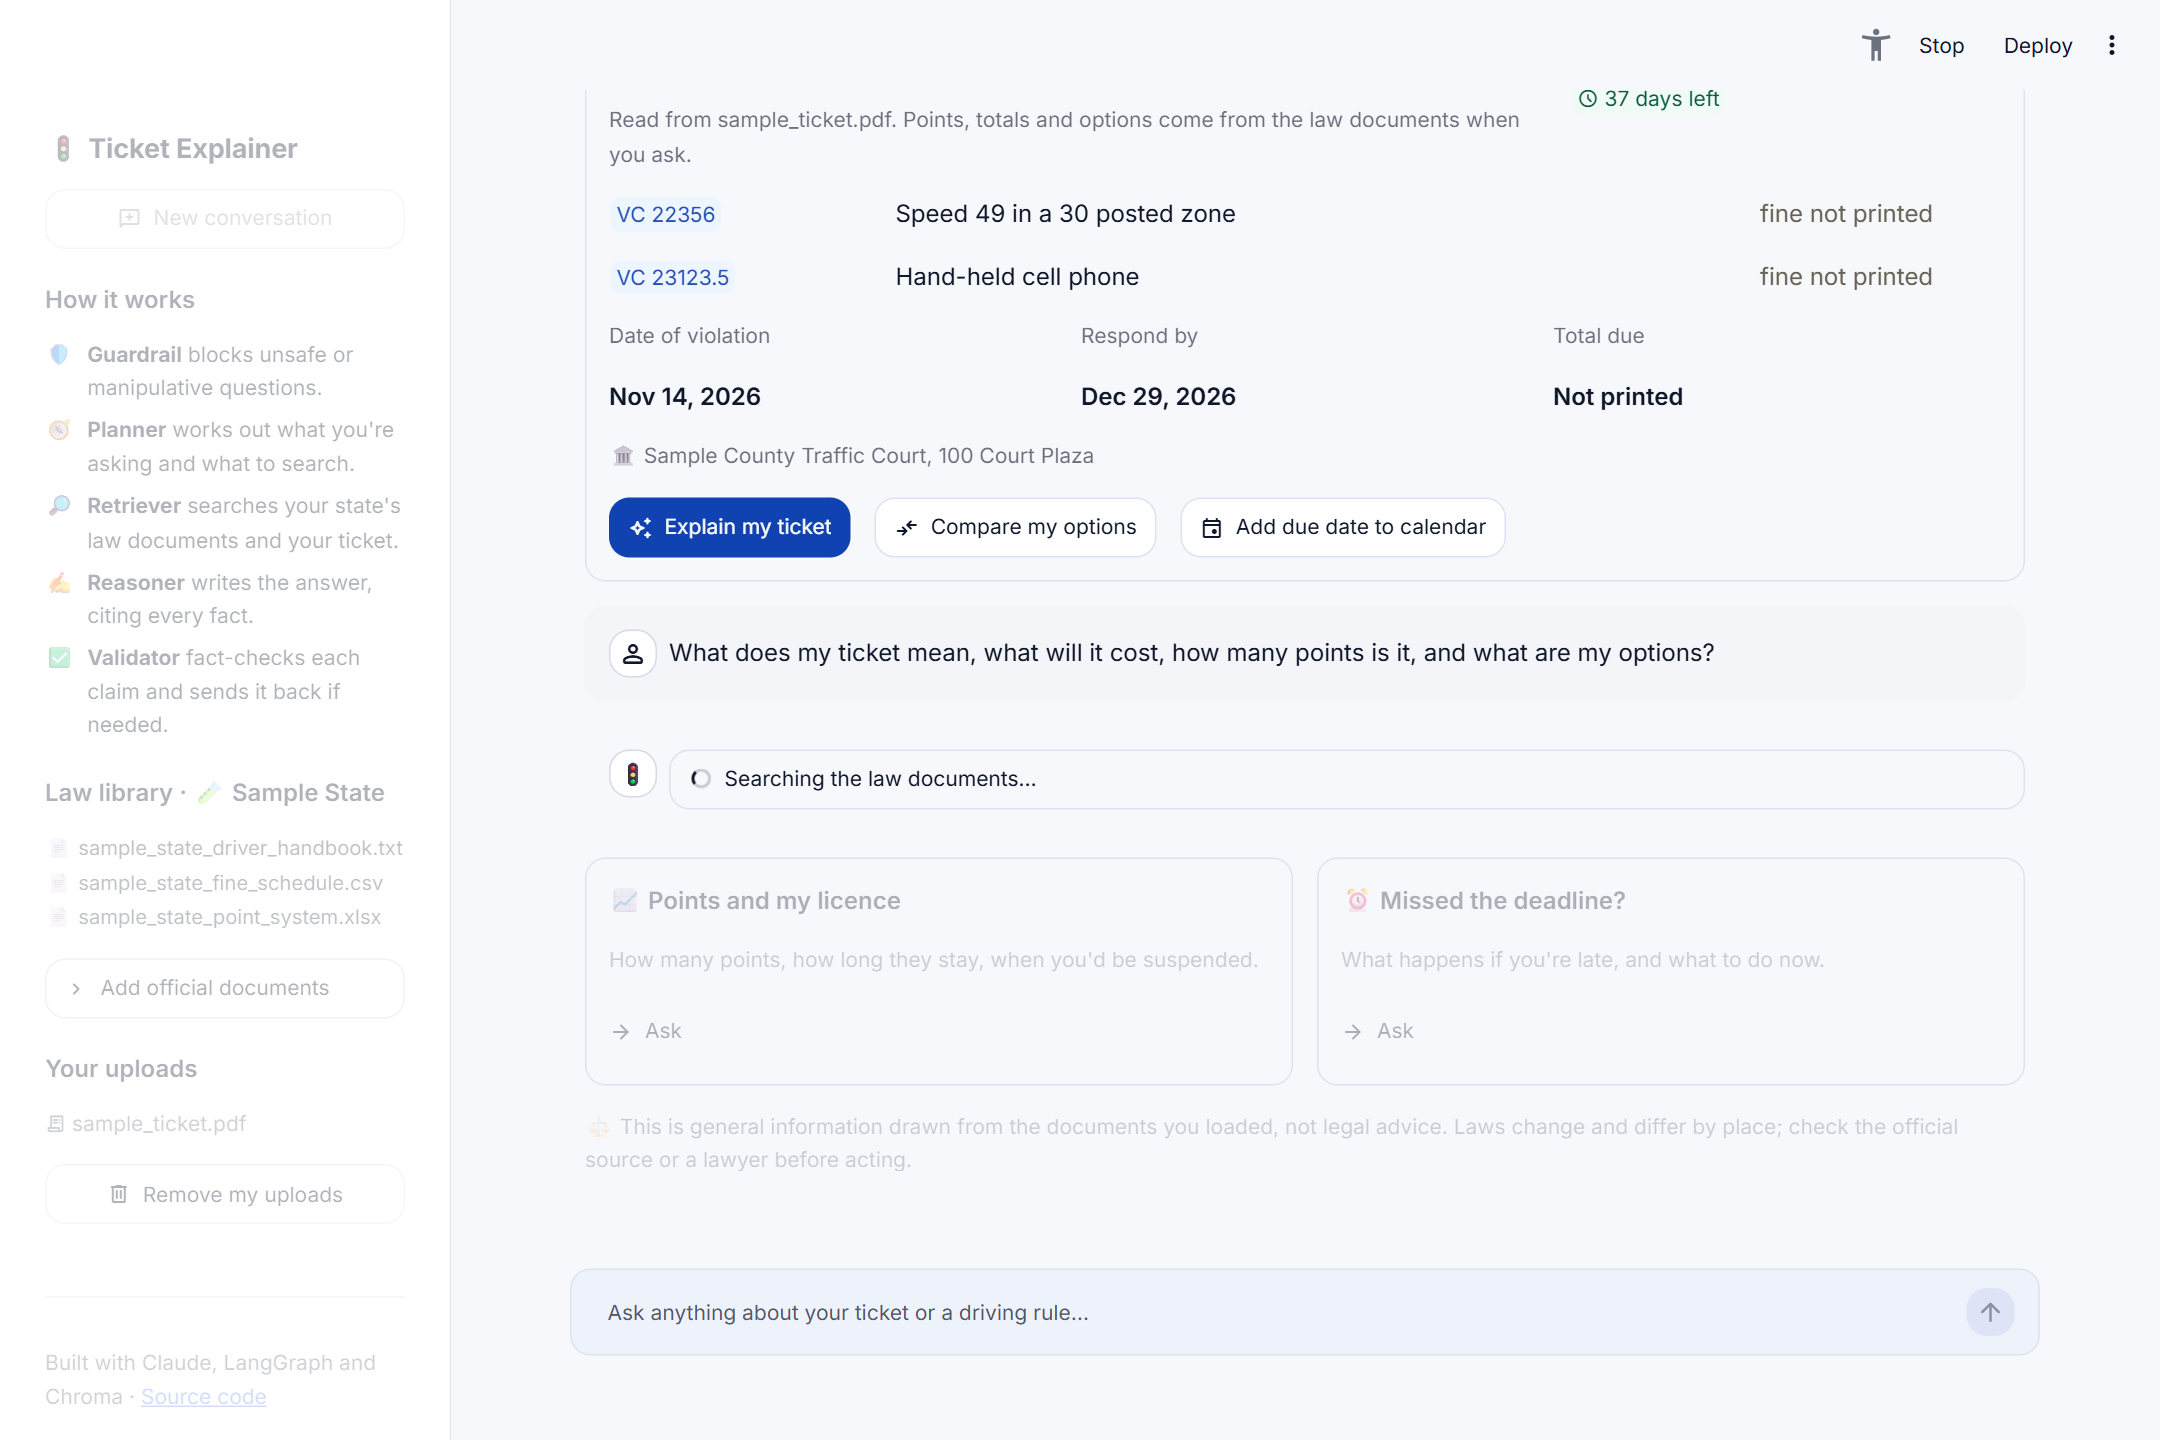 Stop
Deploy
Ticket Explainer
New conversation
How it works
Guardrail blocks unsafe or
manipulative questions.
Planner works out what you're
asking and what to search.
Retriever searches your state's
law documents and your ticket.
Reasoner writes the answer,
citing every fact.
Validator fact-checks each
claim and sends it back if
needed.
Law library · Sample State
sample_state_driver_handbook.txt
sample_state_fine_schedule.csv
sample_state_point_system.xlsx
Add official documents
Your uploads
sample_ticket.pdf
Remove my uploads
Built with Claude, LangGraph and
Chroma · Source code
37 days left
Read from sample_ticket.pdf. Points, totals and options come from the law documents when
you ask.
VC 22356 Speed 49 in a 30 posted zone fine not printed
VC 23123.5 Hand-held cell phone fine not printed
Date of violation Respond by Total due
Nov 14, 2026 Dec 29, 2026 Not printed
Sample County Traffic Court, 100 Court Plaza
Explain my ticket
Compare my options
Add due date to calendar
What does my ticket mean, what will it cost, how many points is it, and what are my options?
Searching the law documents...
Points and my licence
How many points, how long they stay, when you'd be suspended.
Ask
Missed the deadline?
What happens if you're late, and what to do now.
Ask
This is general information drawn from the documents you loaded, not legal advice. Laws change and differ by place; check the official
source or a lawyer before acting.
Ask anything about your ticket or a driving rule...